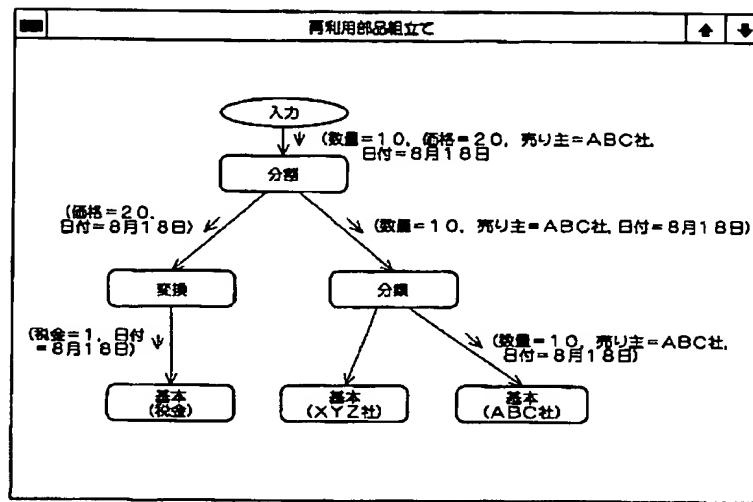 再利用部品組立て
入力
(数量=10, 価格=20, 売り主=ABC社,
日付=8月18日
分割
(価格=20,
日付=8月18日)
(数量=10, 売り主=ABC社, 日付=8月18日)
変換
分類
(税金=1, 日付
=8月18日)
(数量=10, 売り主=ABC社,
日付=8月18日)
基本
(税金)
基本
(XYZ社)
基本
(ABC社)